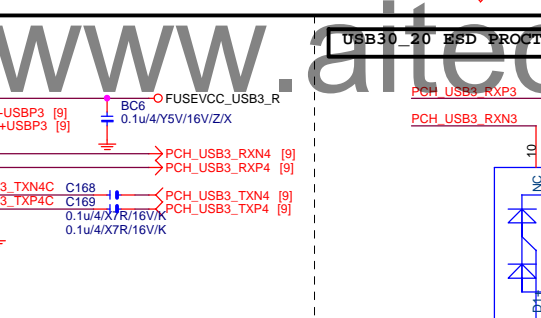 www.aitec
USB30_20 ESD PROCT
FUSEVCC_USB3_R
BC6
0.1u/4/Y5V/16V/Z/X
-USBP3 [9]
+USBP3 [9]
PCH_USB3_RXP3
PCH_USB3_RXN3
PCH_USB3_RXN4 [9]
PCH_USB3_RXP4 [9]
3_TXN4C C168 PCH_USB3_TXN4 [9]
3_TXP4C C169 PCH_USB3_TXP4 [9]
0.1u/4/X7R/16V/K
0.1u/4/X7R/16V/K
10
NC
D1+